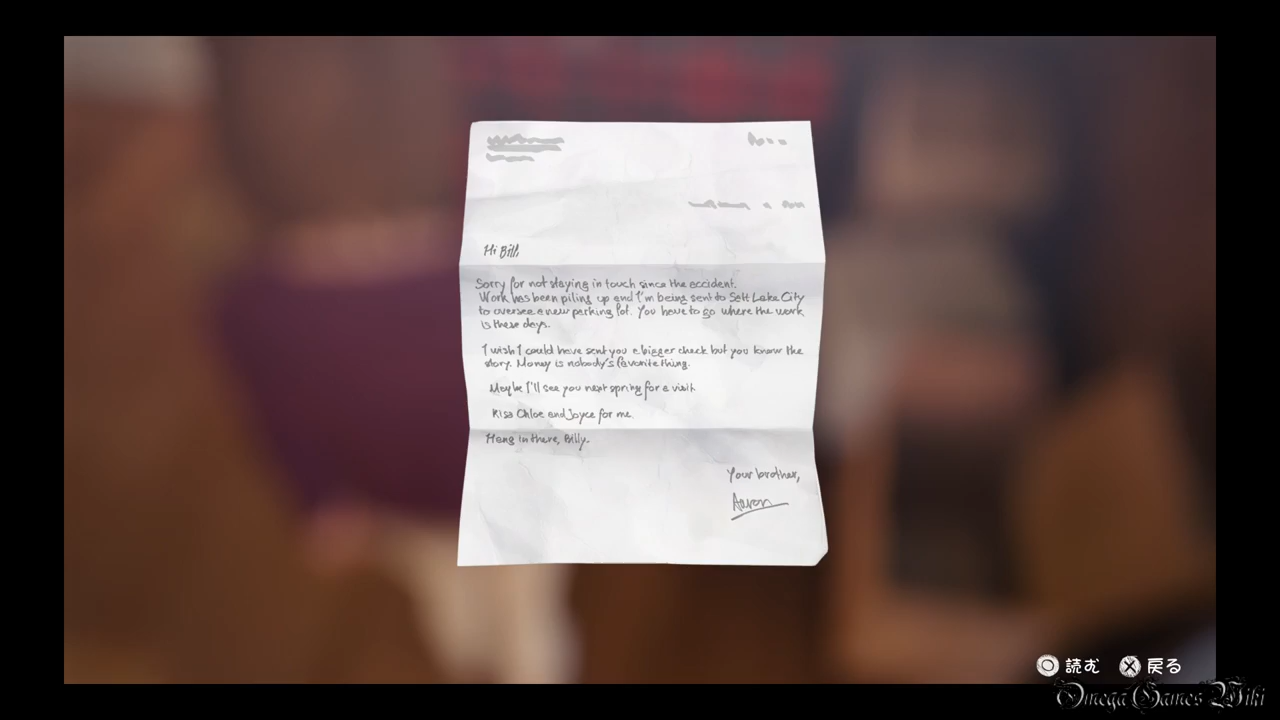 Hi Bill,
Sorry for not staying in touch since the accident.
Work has been piling up and I'm being sent to Salt Lake City
to oversee a new parking lot. You have to go where the work
is these days.
I wish I could have sent you a bigger check but you know the
story. Money is nobody's favorite thing.
Maybe I'll see you next spring for a visit.
Kiss Chloe and Joyce for me.
Hang in there, Billy.
Your brother,
Aaron
読む 戻る
Omega Games Wiki